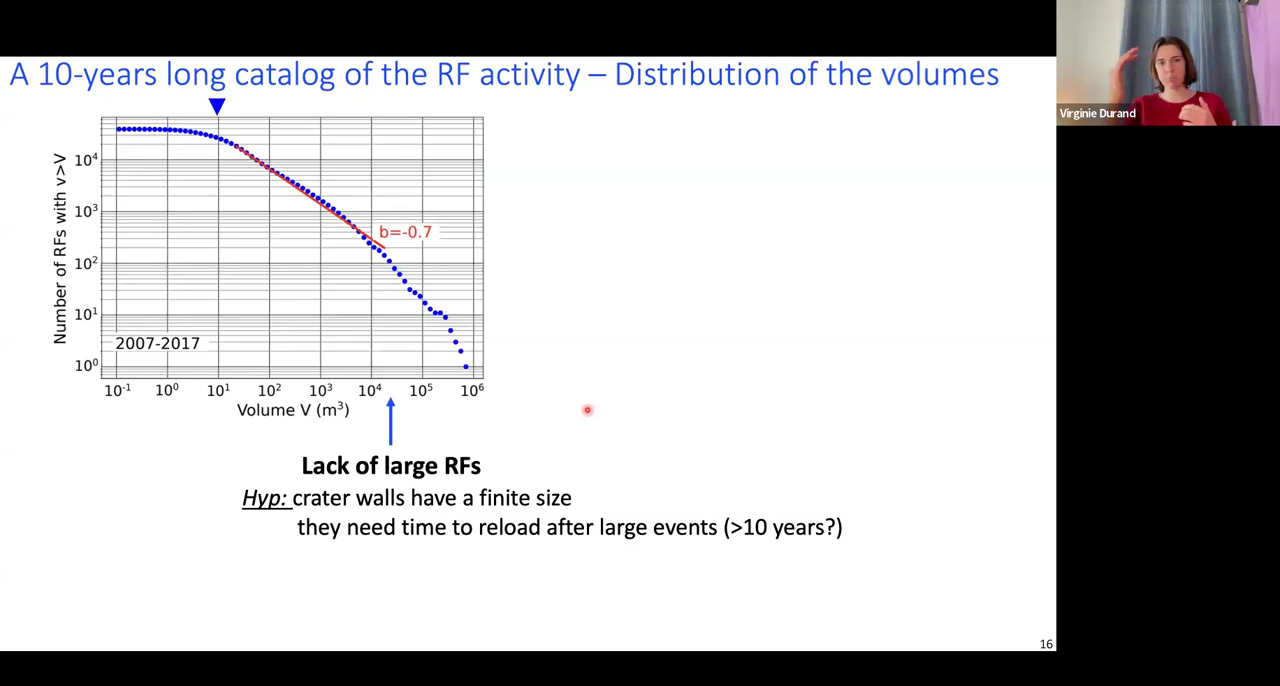 A 10-years long catalog of the RF activity – Distribution of the volumes
Virginie Durand
Number of RFs with v>V
10⁴
10³
10²
10¹
10⁰
b=-0.7
2007-2017
10⁻¹ 10⁰ 10¹ 10² 10³ 10⁴ 10⁵ 10⁶
Volume V (m³)
Lack of large RFs
Hyp: crater walls have a finite size
they need time to reload after large events (>10 years?)
16